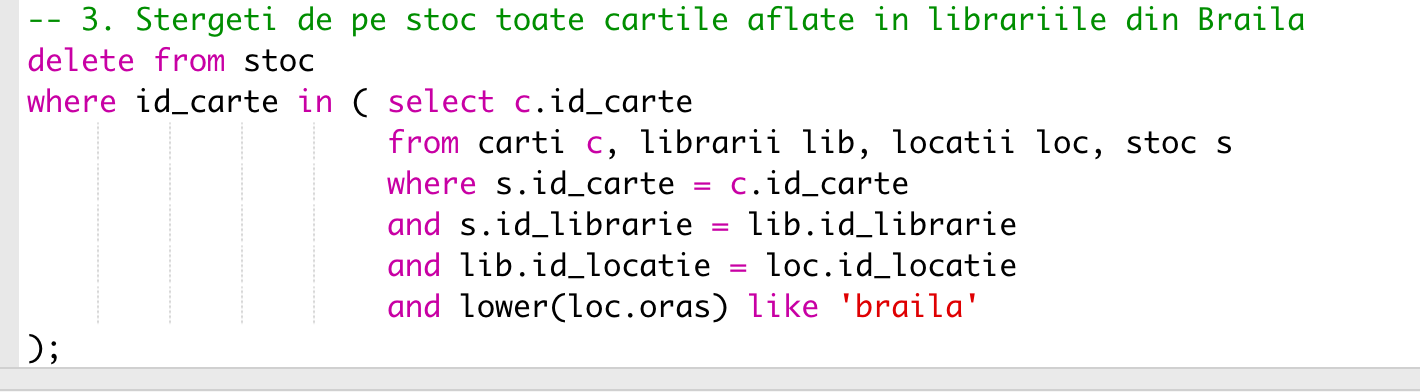 -- 3. Stergeti de pe stoc toate cartile aflate in librariile din Braila
delete from stoc
where id_carte in ( select c.id_carte
from carti c, librarii lib, locatii loc, stoc s
where s.id_carte = c.id_carte
and s.id_librarie = lib.id_librarie
and lib.id_locatie = loc.id_locatie
and lower(loc.oras) like 'braila'
);